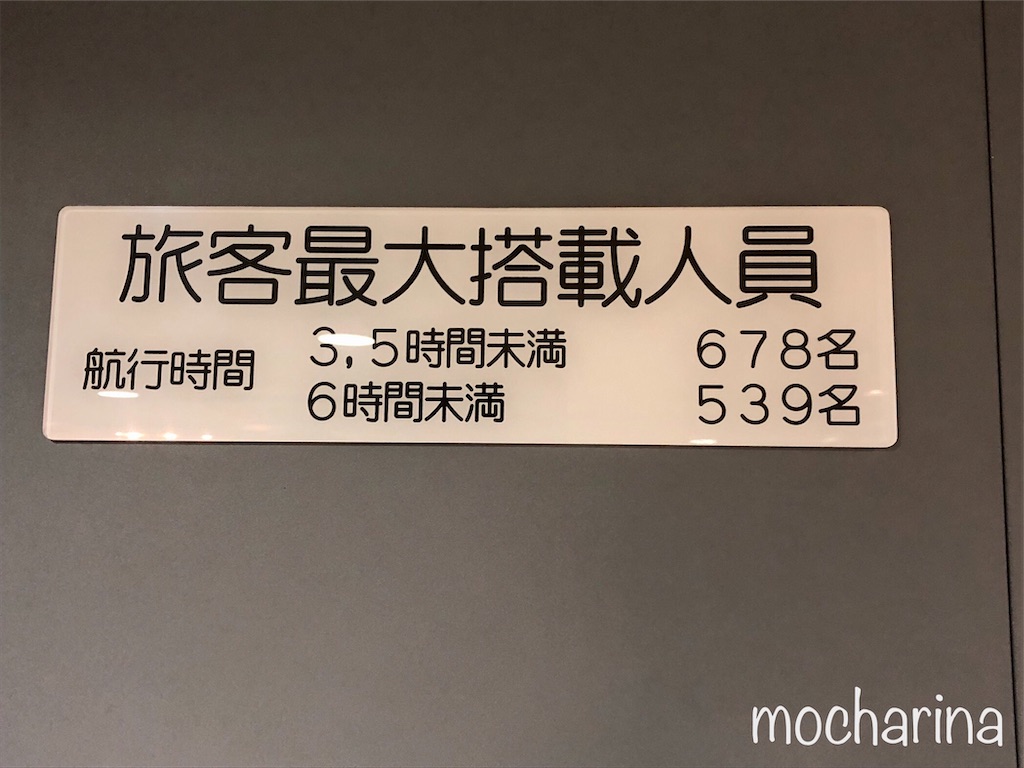 旅客最大搭載人員
航行時間
３,５時間未満 ６７８名
６時間未満 ５３９名
mocharina